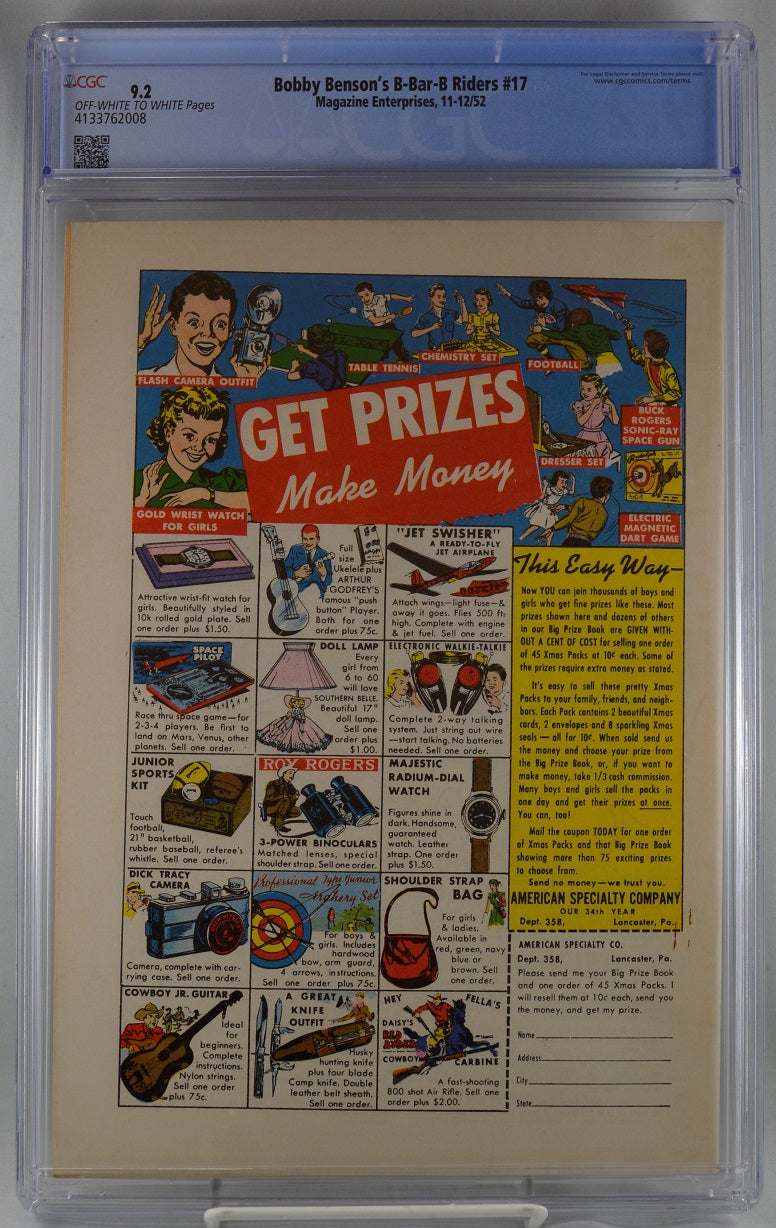 CGC
9.2
OFF-WHITE TO WHITE Pages
4133762008
Bobby Benson's B-Bar-B Riders #17
Magazine Enterprises, 11-12/52
For Legal Disclaimer and Service Terms please visit:
www.cgccomics.com/terms
CGC
FLASH CAMERA OUTFIT
TABLE TENNIS
CHEMISTRY SET
FOOTBALL
BUCK
ROGERS
SONIC-RAY
SPACE GUN
GET PRIZES
Make Money
DRESSER SET
GOLD WRIST WATCH
FOR GIRLS
ELECTRIC
MAGNETIC
DART GAME
Attractive wrist-fit watch for
girls. Beautifully styled in
10k rolled gold plate. Sell
one order plus $1.50.
Full
size
Ukelele plus
ARTHUR
GODFREY'S
famous "push
button" Player.
Both for one
order plus 75c.
"JET SWISHER"
A READY-TO-FLY
JET AIRPLANE
Attach wings—light fuse—&
away it goes. Flies 500 ft.
high. Complete with engine
& jet fuel. Sell one order.
SPACE
PILOT
Race thru space game—for
2-3-4 players. Be first to
land on Mars, Venus, other
planets. Sell one order.
DOLL LAMP
Every
girl from
6 to 60
will love
SOUTHERN BELLE.
Beautiful 17"
doll lamp.
Sell one
order plus
$1.00.
ELECTRONIC WALKIE-TALKIE
Complete 2-way talking
system. Just string out wire
—start talking. No batteries
needed. Sell one order.
JUNIOR
SPORTS
KIT
Touch
football,
21" basketball,
rubber baseball, referee's
whistle. Sell one order.
ROY ROGERS
3-POWER BINOCULARS
Matched lenses, special
shoulder strap. Sell one order.
MAJESTIC
RADIUM-DIAL
WATCH
Figures shine in
dark. Handsome,
guaranteed
watch. Leather
strap. One order
plus $1.50.
DICK TRACY
CAMERA
Camera, complete with car-
rying case. Sell one order.
Professional Type Junior
Archery Set
For boys &
girls. Includes
hardwood
bow, arm guard,
4 arrows, instructions.
Sell one order plus 75c.
SHOULDER STRAP
BAG
For girls
& ladies.
Available in
red, green, navy
blue or
brown. Sell
one order.
COWBOY JR. GUITAR
Ideal
for
beginners.
Complete
instructions.
Nylon strings.
Sell one order
plus 75c.
A GREAT
KNIFE
OUTFIT
Husky
hunting knife
plus four blade
Camp knife. Double
leather belt sheath.
Sell one order.
HEY FELLA'S
DAISY'S
RED
RYDER
COWBOY CARBINE
A fast-shooting
800 shot Air Rifle. Sell one
order plus $2.00.
This Easy Way—
Now YOU can join thousands of boys and
girls who get fine prizes like these. Most
prizes shown here and dozens of others
in our Big Prize Book are GIVEN WITH-
OUT A CENT OF COST for selling one order
of 45 Xmas Packs at 10¢ each. Some of
the prizes require extra money as stated.
It's easy to sell these pretty Xmas
Packs to your family, friends, and neigh-
bors. Each Pack contains 2 beautiful Xmas
cards, 2 envelopes and 8 sparkling Xmas
seals — all for 10¢. When sold send us
the money and choose your prize from
the Big Prize Book, or, if you want to
make money, take 1/3 cash commission.
Many boys and girls sell the packs in
one day and get their prizes at once.
You can, too!
Mail the coupon TODAY for one order
of Xmas Packs and that Big Prize Book
showing more than 75 exciting prizes
to choose from.
Send no money—we trust you.
AMERICAN SPECIALTY COMPANY
OUR 34th YEAR
Dept. 358, Lancaster, Pa.
AMERICAN SPECIALTY CO.
Dept. 358, Lancaster, Pa.
Please send me your Big Prize Book
and one order of 45 Xmas Packs. I
will resell them at 10¢ each, send you
the money, and get my prize.
Name
Address
City
State